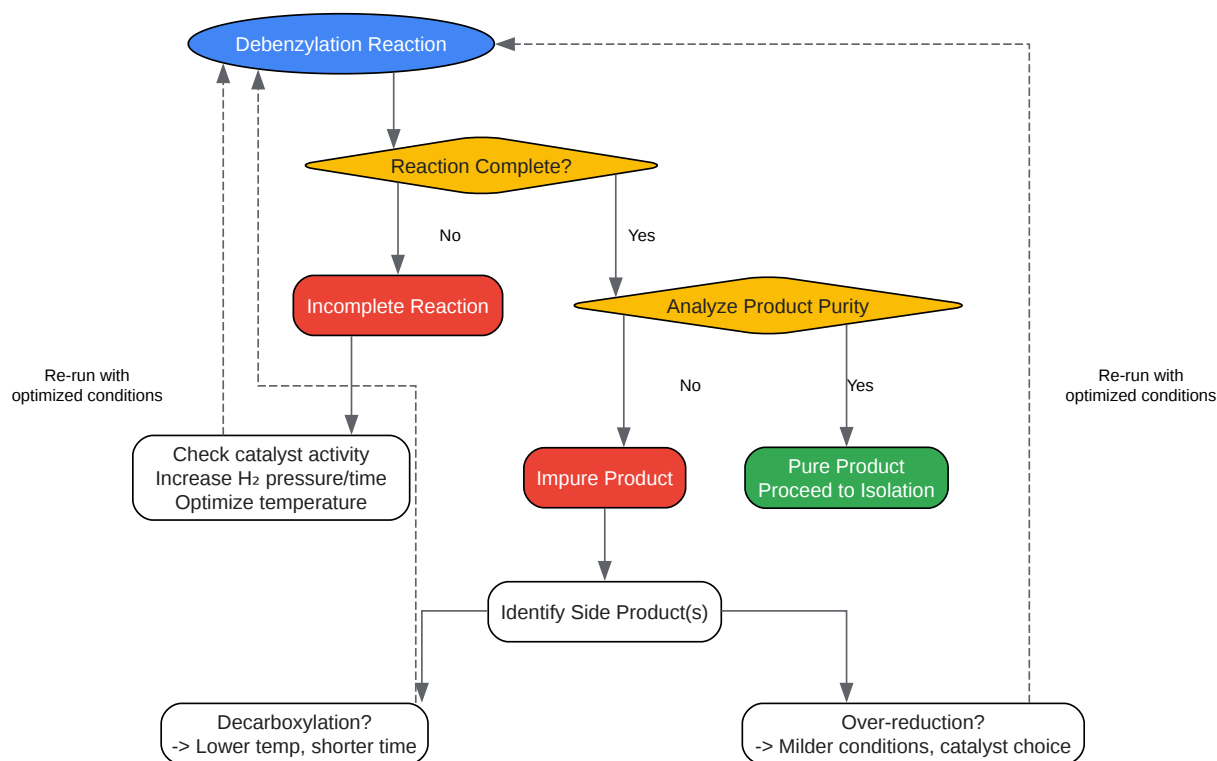 Debenzylation Reaction
Reaction Complete?
No
Yes
Incomplete Reaction
Analyze Product Purity
Re-run with
optimized conditions
No
Yes
Re-run with
optimized conditions
Check catalyst activity
Increase H₂ pressure/time
Optimize temperature
Impure Product
Pure Product
Proceed to Isolation
Identify Side Product(s)
Decarboxylation?
-> Lower temp, shorter time
Over-reduction?
-> Milder conditions, catalyst choice